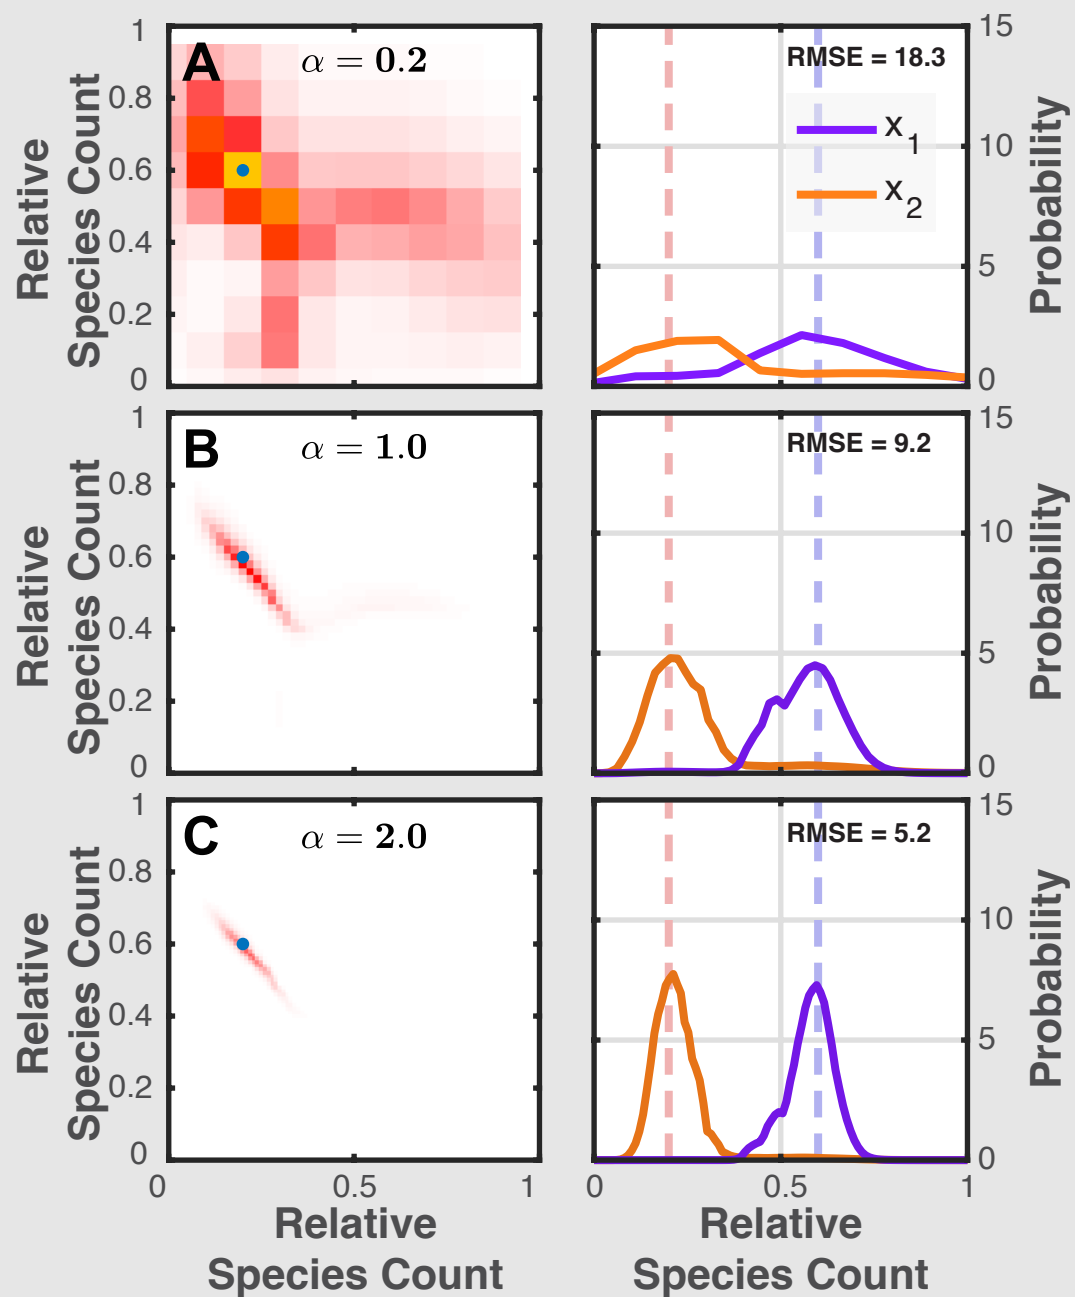 A
α = 0.2
1
0.8
0.6
0.4
0.2
0
Relative
Species Count
RMSE = 18.3
x1
x2
15
10
5
0
Probability
B
α = 1.0
1
0.8
0.6
0.4
0.2
0
Relative
Species Count
RMSE = 9.2
15
10
5
0
Probability
C
α = 2.0
1
0.8
0.6
0.4
0.2
0
Relative
Species Count
RMSE = 5.2
15
10
5
0
Probability
0 0.5 1
Relative
Species Count
0 0.5 1
Relative
Species Count